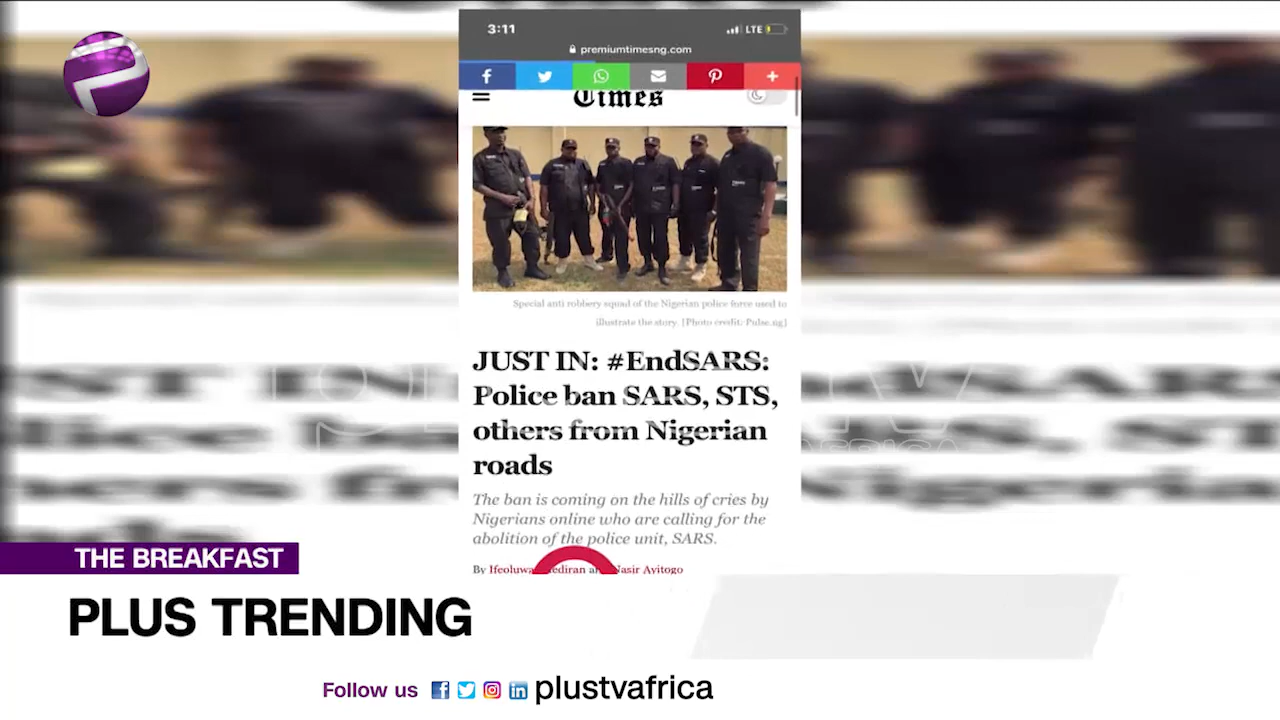 3:11
LTE
premiumtimesng.com
Times
Special anti robbery squad of the Nigerian police force used to
illustrate the story. [Photo credit: Pulse.ng]
JUST IN: #EndSARS:
Police ban SARS, STS,
others from Nigerian
roads
The ban is coming on the hills of cries by
Nigerians online who are calling for the
abolition of the police unit, SARS.
By
THE BREAKFAST
PLUS TRENDING
Follow us plustvafrica